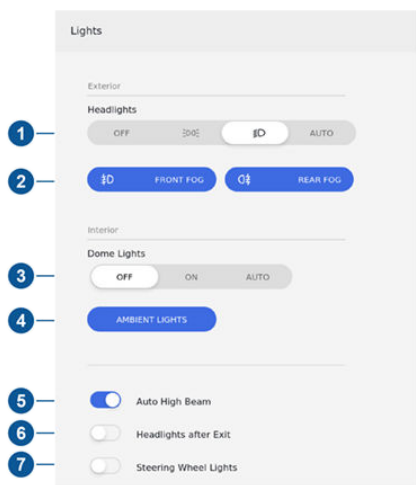 Lights
Exterior
Headlights
1 OFF AUTO
2 FRONT FOG REAR FOG
Interior
Dome Lights
3 OFF ON AUTO
4 AMBIENT LIGHTS
5 Auto High Beam
6 Headlights after Exit
7 Steering Wheel Lights